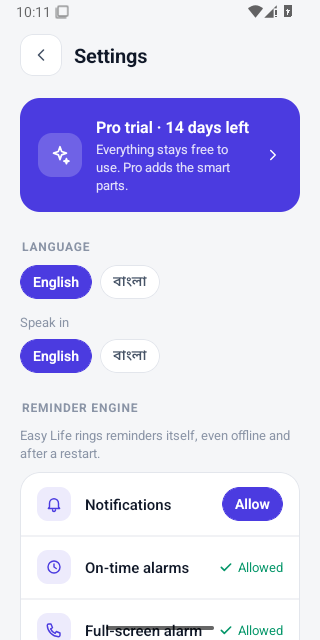 10:11
Settings
Pro trial · 14 days left
Everything stays free to
use. Pro adds the smart
parts.
LANGUAGE
English
বাংলা
Speak in
English
বাংলা
REMINDER ENGINE
Easy Life rings reminders itself, even offline and
after a restart.
Notifications
Allow
On-time alarms
Allowed
Full-screen alarm
Allowed